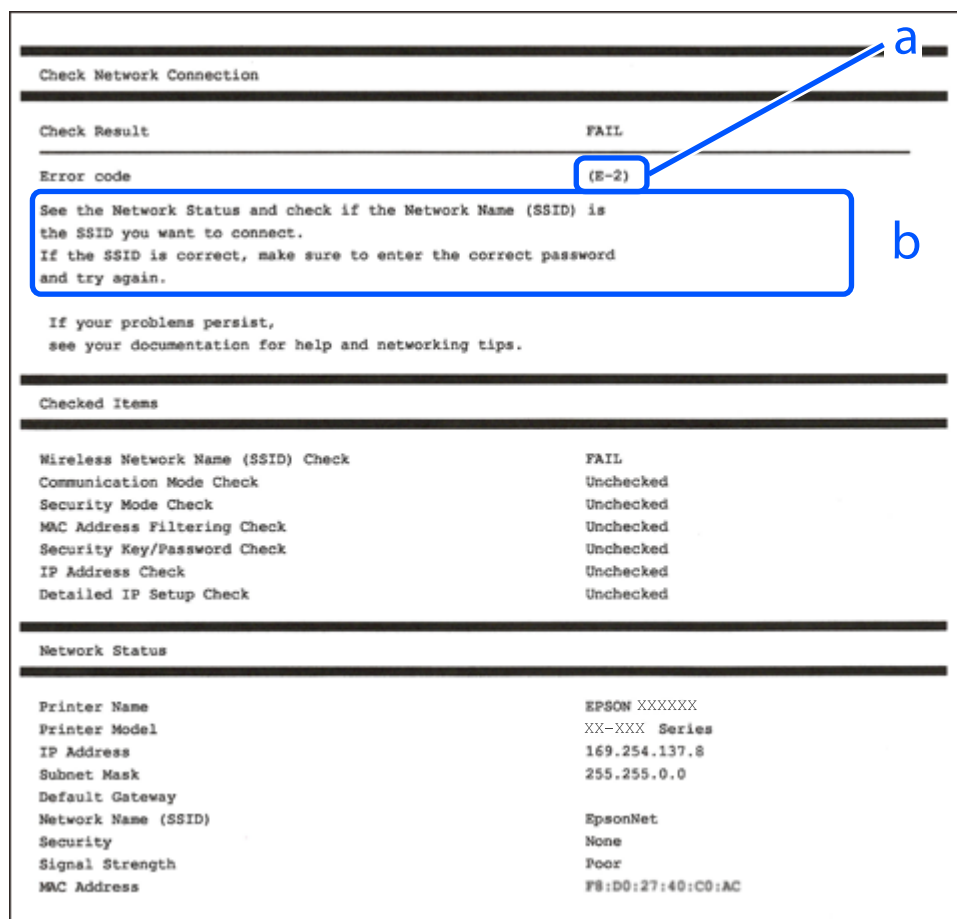 a
Check Network Connection
Check Result FAIL
Error code (E-2)
b
See the Network Status and check if the Network Name (SSID) is
the SSID you want to connect.
If the SSID is correct, make sure to enter the correct password
and try again.
If your problems persist,
see your documentation for help and networking tips.
Checked Items
Wireless Network Name (SSID) Check FAIL
Communication Mode Check Unchecked
Security Mode Check Unchecked
MAC Address Filtering Check Unchecked
Security Key/Password Check Unchecked
IP Address Check Unchecked
Detailed IP Setup Check Unchecked
Network Status
Printer Name EPSON XXXXXX
Printer Model XX-XXX Series
IP Address 169.254.137.8
Subnet Mask 255.255.0.0
Default Gateway
Network Name (SSID) EpsonNet
Security None
Signal Strength Poor
MAC Address F8:D0:27:40:C0:AC